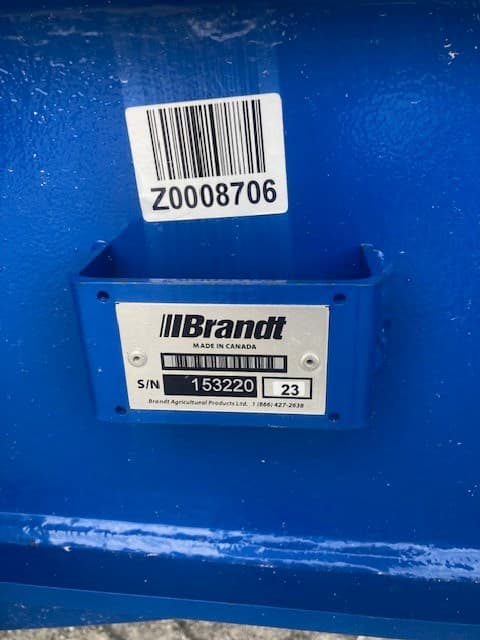 Z0008706
Brandt
MADE IN CANADA
S/N 153220 23
Brandt Agricultural Products Ltd. 1 (866) 427-2638